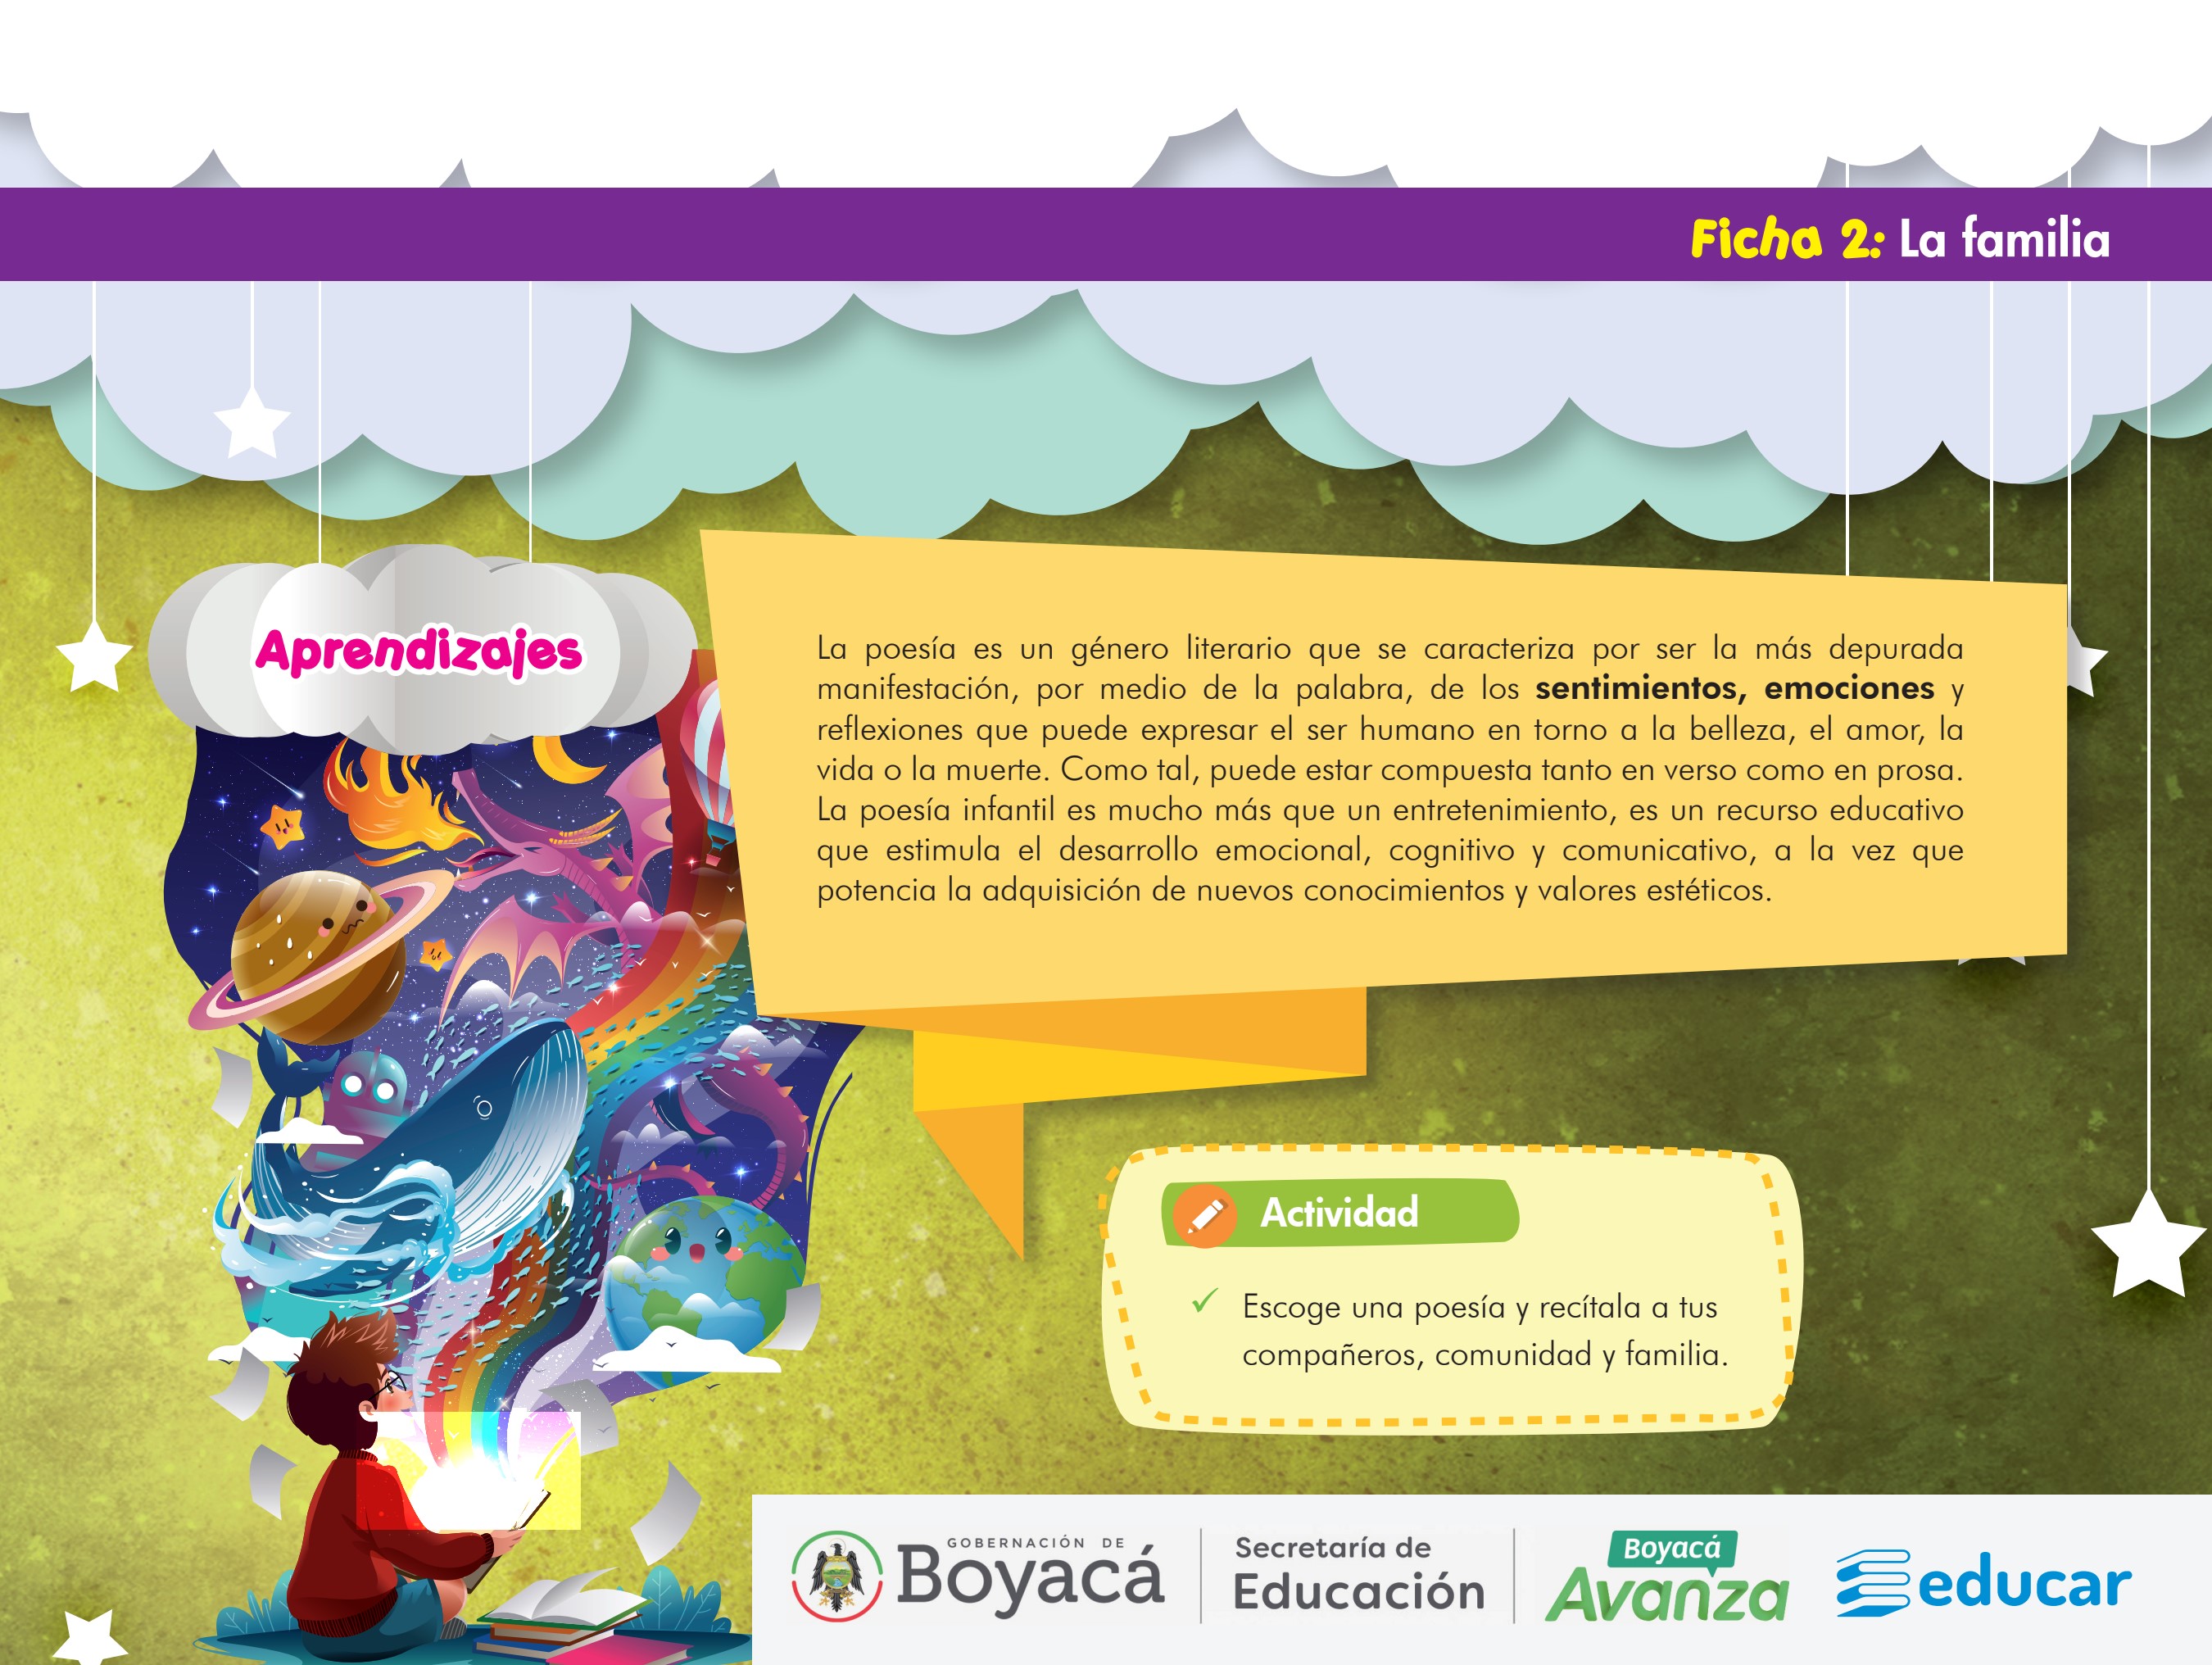 Ficha 2: La familia
Aprendizajes
La poesía es un género literario que se caracteriza por ser la más depurada
manifestación, por medio de la palabra, de los sentimientos, emociones y
reflexiones que puede expresar el ser humano en torno a la belleza, el amor, la
vida o la muerte. Como tal, puede estar compuesta tanto en verso como en prosa.
La poesía infantil es mucho más que un entretenimiento, es un recurso educativo
que estimula el desarrollo emocional, cognitivo y comunicativo, a la vez que
potencia la adquisición de nuevos conocimientos y valores estéticos.
Actividad
Escoge una poesía y recítala a tus
compañeros, comunidad y familia.
GOBERNACIÓN DE
Boyacá
Secretaría de
Educación
Boyacá
Avanza
educar